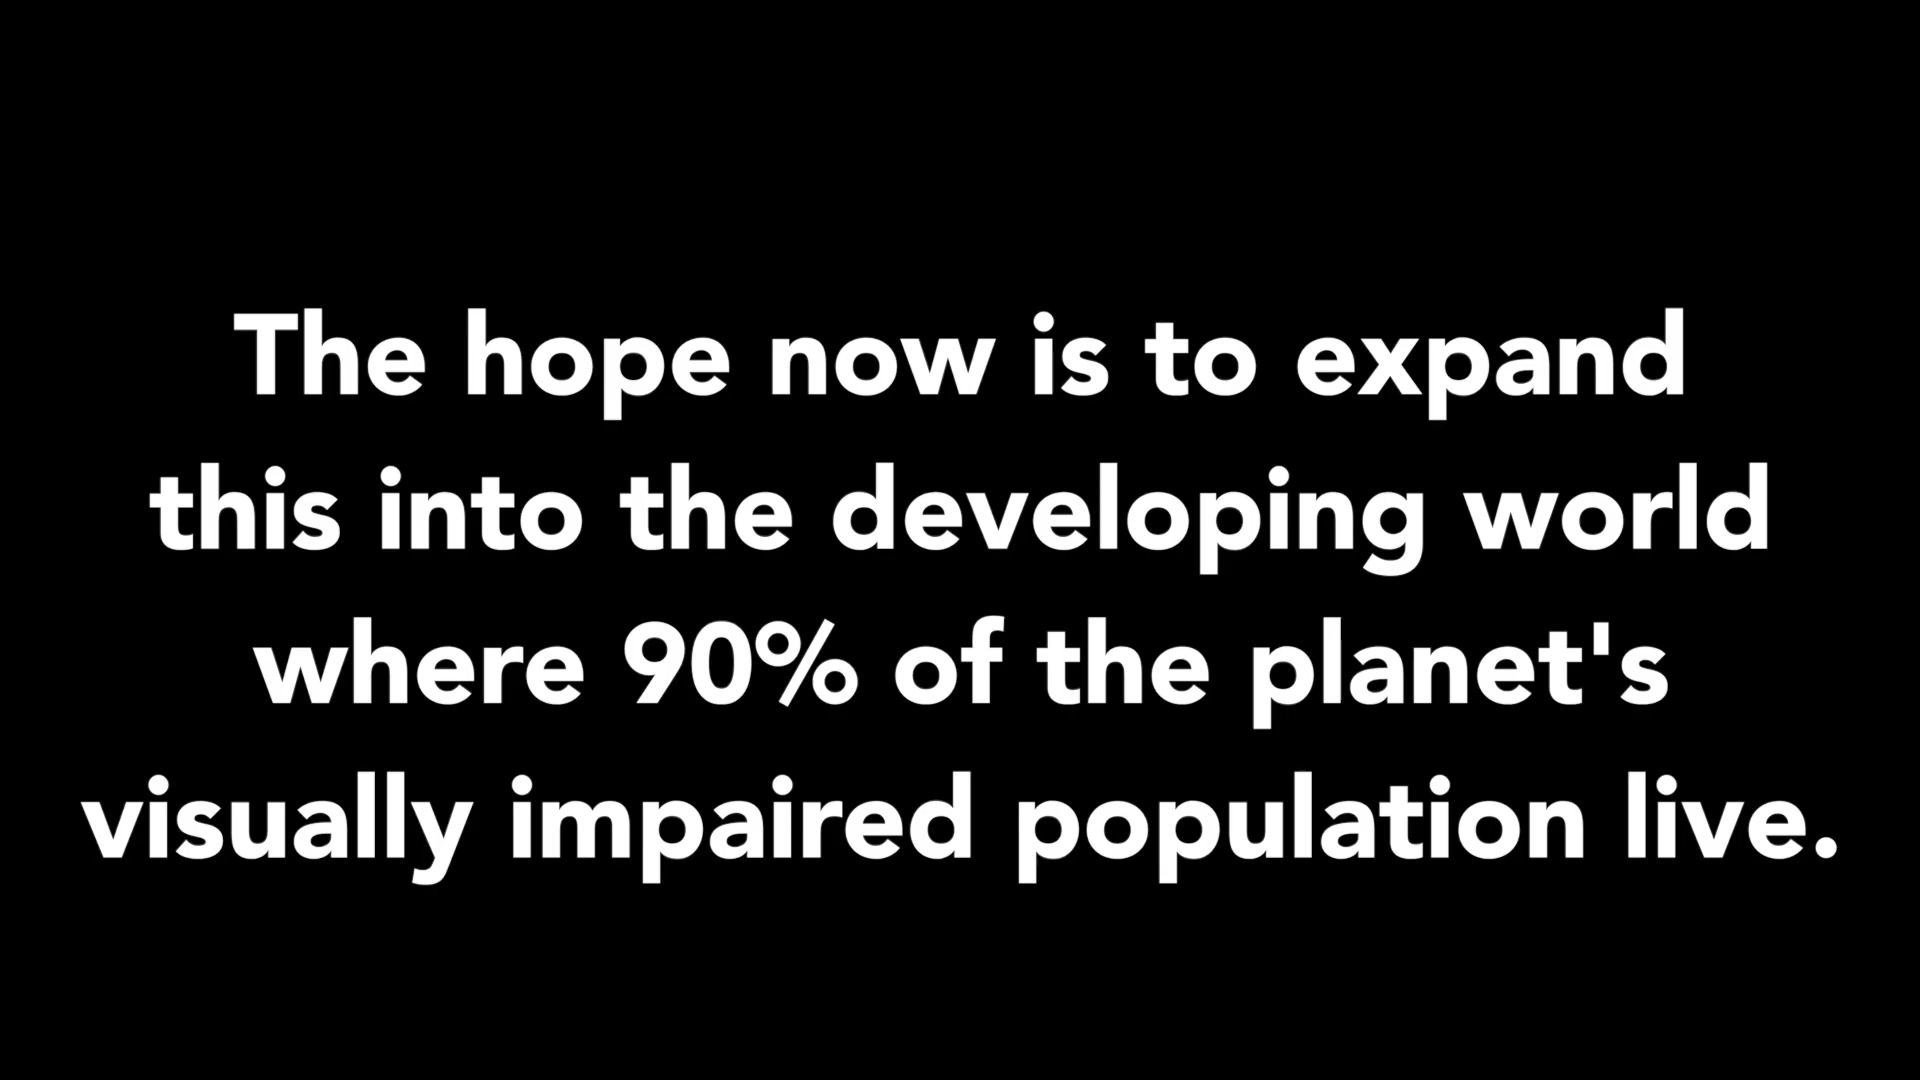 The hope now is to expand
this into the developing world
where 90% of the planet's
visually impaired population live.